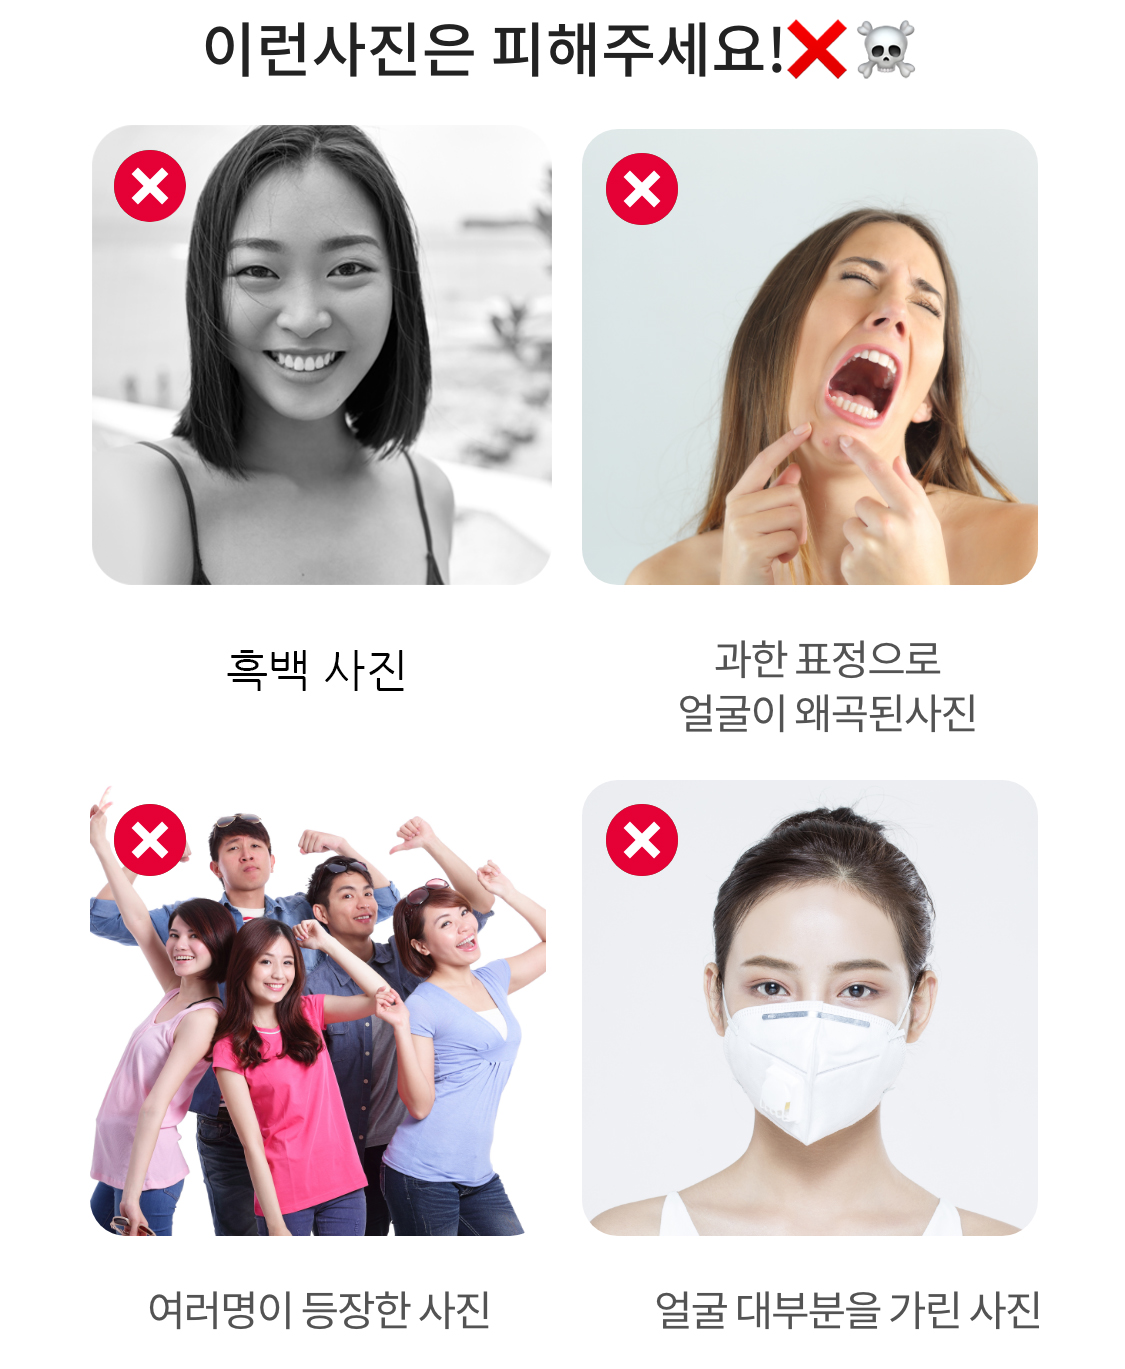 이런사진은 피해주세요!❌☠️
흑백 사진
과한 표정으로
얼굴이 왜곡된사진
여러명이 등장한 사진
얼굴 대부분을 가린 사진